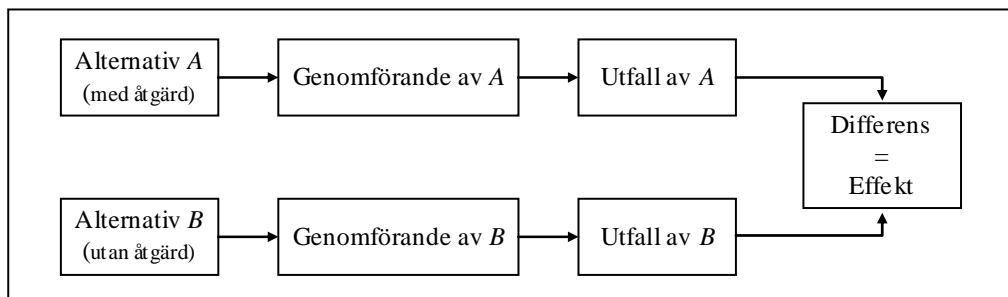 Alternativ A
(med åtgärd)
Genomförande av A
Utfall av A
Differens
=
Effekt
Alternativ B
(utan åtgärd)
Genomförande av B
Utfall av B